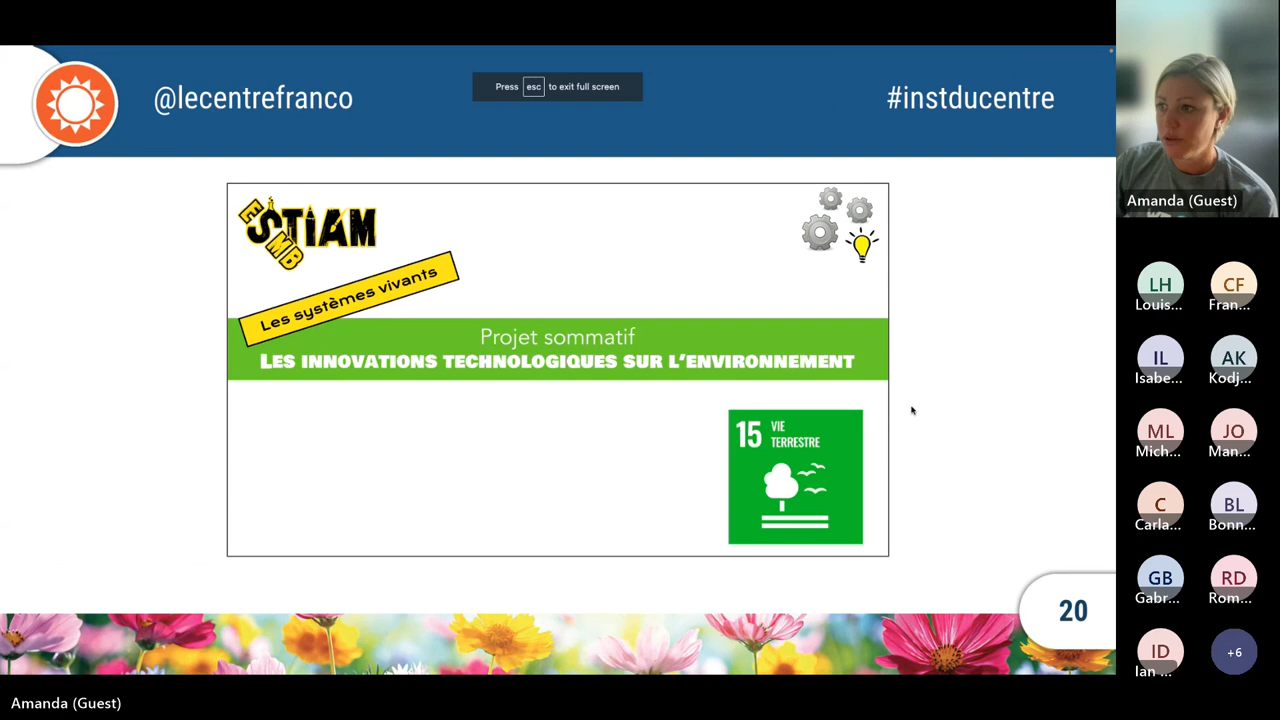 @lecentrefranco
Press esc to exit full screen
#instducentre
ESTIAM
SMB
Les systèmes vivants
Projet sommatif
LES INNOVATIONS TECHNOLOGIQUES SUR L'ENVIRONNEMENT
15 VIE
TERRESTRE
20
Amanda (Guest)
LH
Louis...
CF
Fran...
IL
Isabe...
AK
Kodj...
ML
Mich...
JO
Man...
C
Carla...
BL
Bonn...
GB
Gabr...
RD
Rom...
ID
Ian ...
+6
Amanda (Guest)